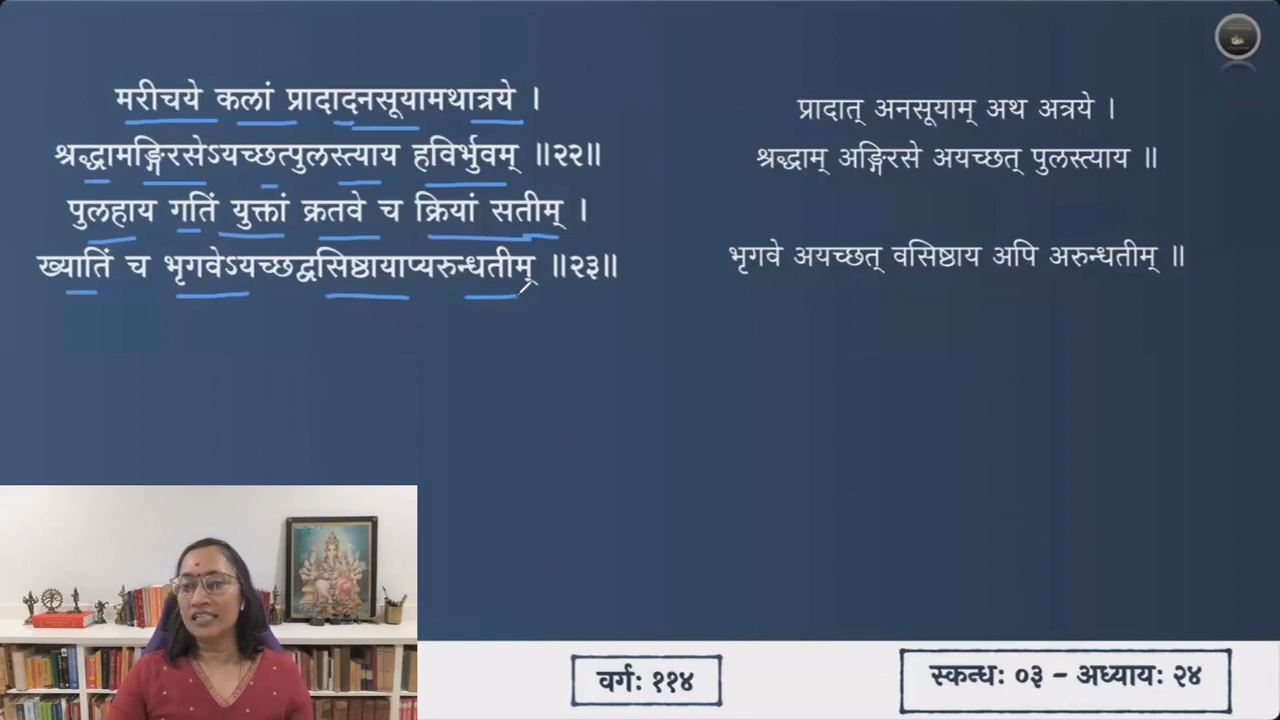 मरीचये कलां प्रादादनसूयामथात्रये ।
श्रद्धामङ्गिरसेऽयच्छत्पुलस्त्याय हविर्भुवम् ॥२२॥
पुलहाय गतिं युक्तां क्रतवे च क्रियां सतीम् ।
ख्यातिं च भृगवेऽयच्छद्वसिष्ठायाप्यरुन्धतीम् ॥२३॥
प्रादात् अनसूयाम् अथ अत्रये ।
श्रद्धाम् अङ्गिरसे अयच्छत् पुलस्त्याय ॥
भृगवे अयच्छत् वसिष्ठाय अपि अरुन्धतीम् ॥
वर्गः ११४
स्कन्धः ०३ - अध्यायः २४